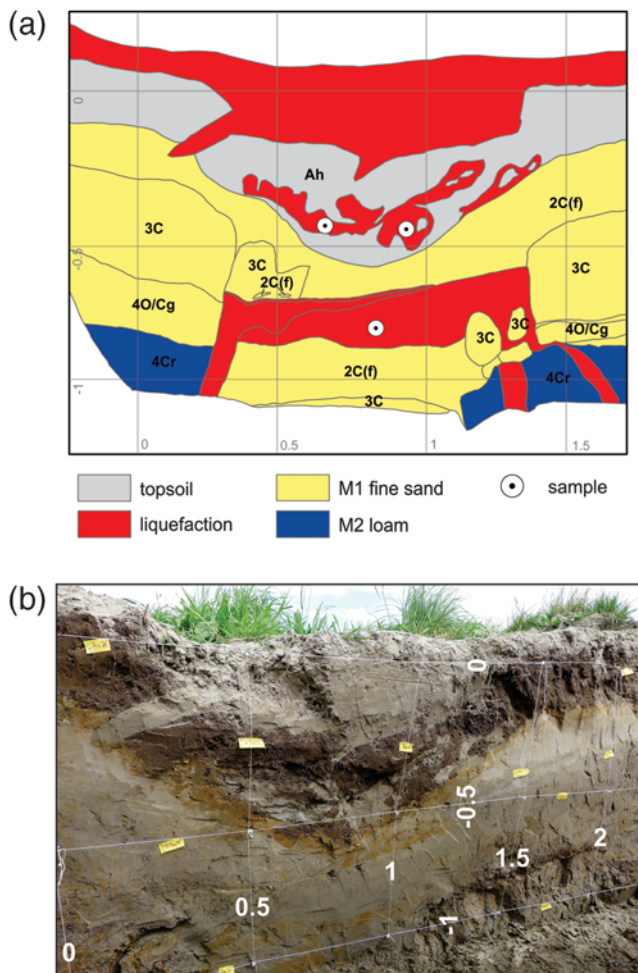 (a)
0
Ah
2C(f)
3C
3C
3C
2C(f)
-0.5
4O/Cg
3C
3C
4O/Cg
4Cr
4Cr
2C(f)
-1
3C
0
0.5
1
1.5
topsoil
M1 fine sand
sample
liquefaction
M2 loam
(b)
0
-0.5
2
1.5
1
0.5
-1
0